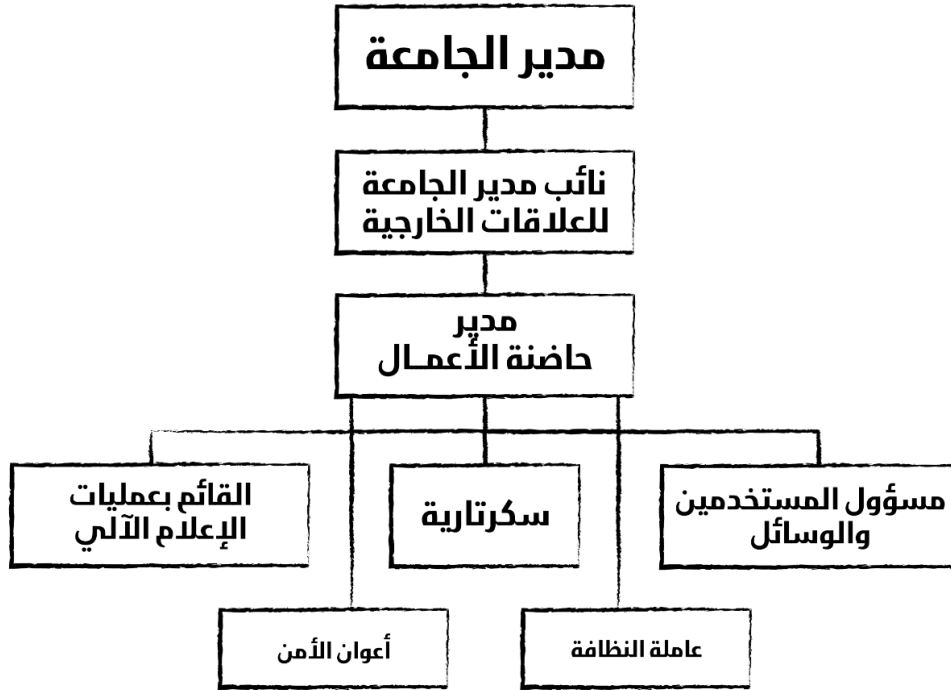 مدير الجامعة
نائب مدير الجامعة
للعلاقات الخارجية
مدير
حاضنة الأعمـال
مسؤول المستخدمين
والوسائل
سكرتارية
القائم بعمليات
الإعلام الآلي
عاملة النظافة
أعوان الأمن